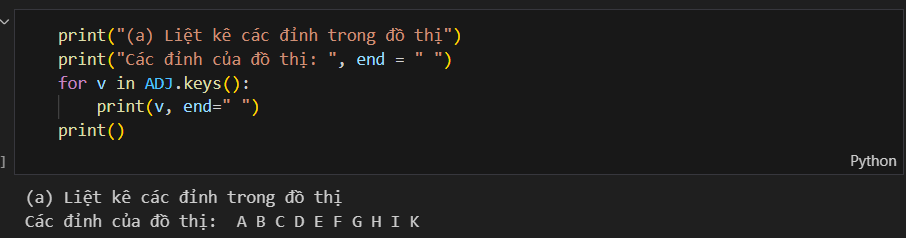 print("(a) Liệt kê các đỉnh trong đồ thị")
print("Các đỉnh của đồ thị: ", end = " ")
for v in ADJ.keys():
    print(v, end=" ")
print()
]
Python
(a) Liệt kê các đỉnh trong đồ thị
Các đỉnh của đồ thị:  A B C D E F G H I K